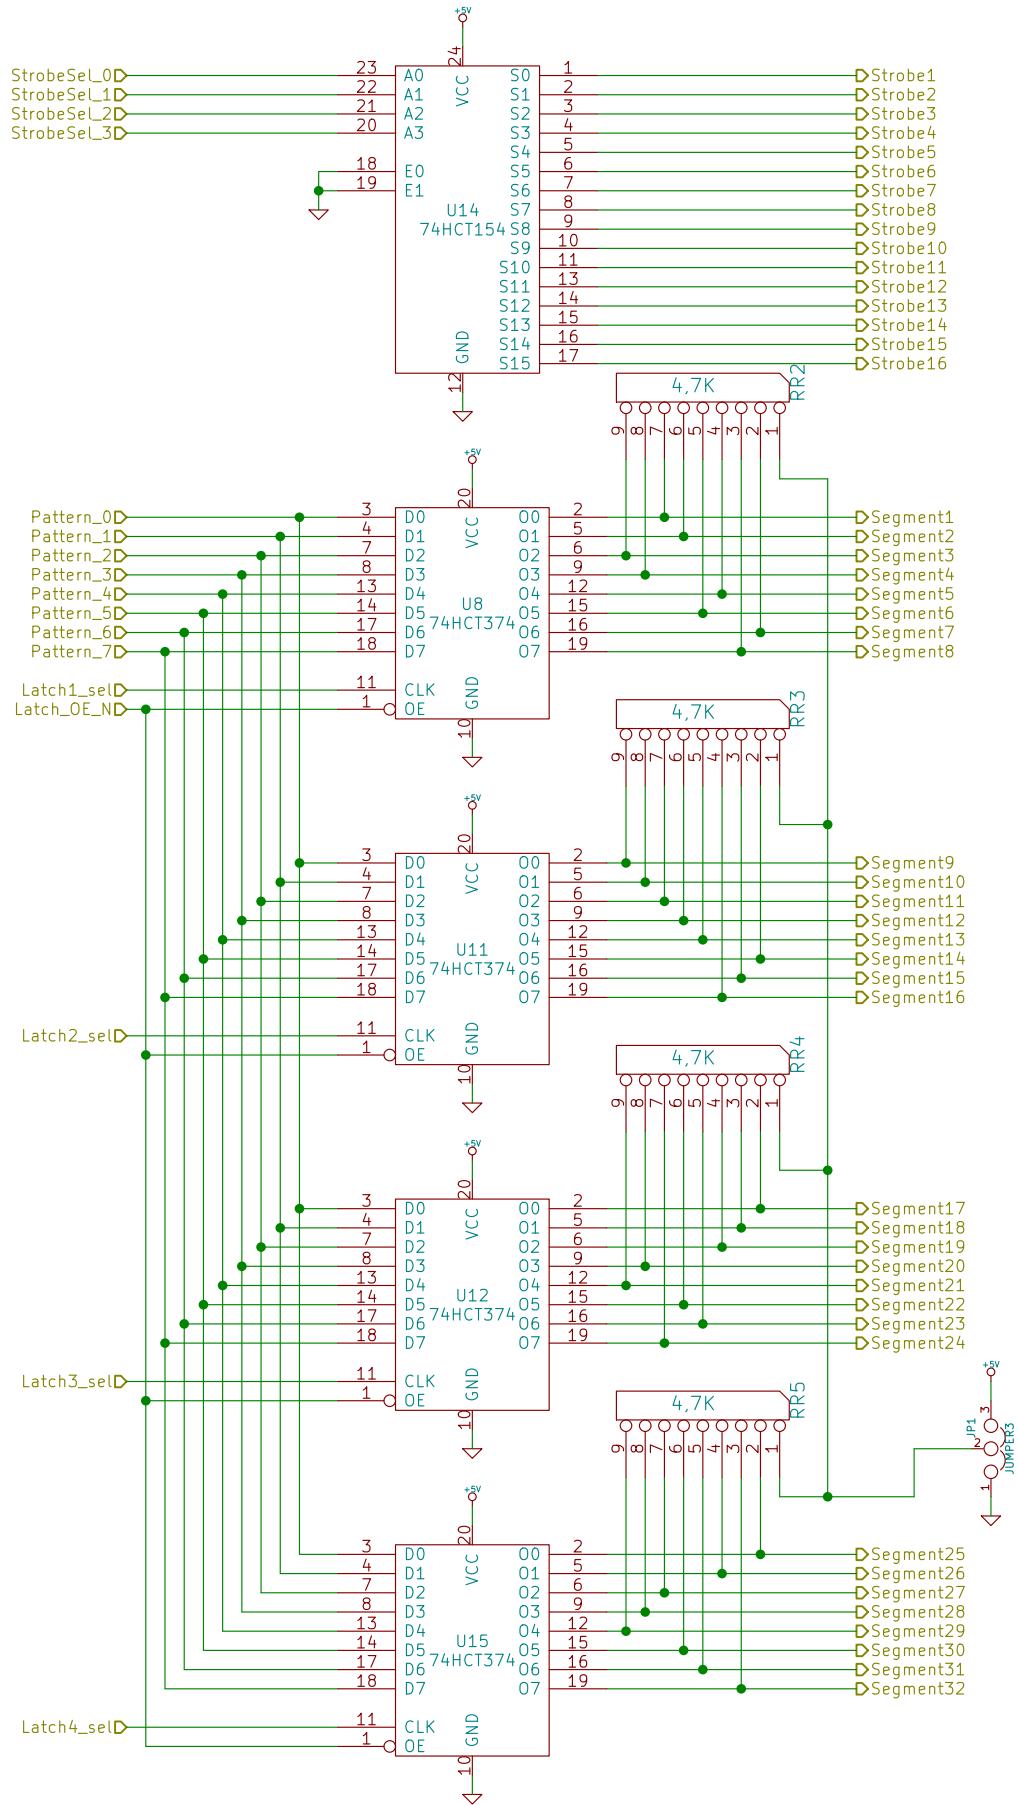 +5V
24
VCC
StrobeSel_0 23 A0 S0 1 Strobe1
StrobeSel_1 22 A1 S1 2 Strobe2
StrobeSel_2 21 A2 S2 3 Strobe3
StrobeSel_3 20 A3 S3 4 Strobe4
S4 5 Strobe5
18 E0 S5 6 Strobe6
19 E1 S6 7 Strobe7
U14 S7 8 Strobe8
74HCT154 S8 9 Strobe9
S9 10 Strobe10
S10 11 Strobe11
S11 13 Strobe12
S12 14 Strobe13
S13 15 Strobe14
GND S14 16 Strobe15
S15 17 Strobe16
12
4,7K RR2
9 8 7 6 5 4 3 2 1
+5V
20
VCC
Pattern_0 3 D0 O0 2 Segment1
Pattern_1 4 D1 O1 5 Segment2
Pattern_2 7 D2 O2 6 Segment3
Pattern_3 8 D3 O3 9 Segment4
Pattern_4 13 D4 O4 12 Segment5
U8
Pattern_5 14 D5 O5 15 Segment6
74HCT374
Pattern_6 17 D6 O6 16 Segment7
Pattern_7 18 D7 O7 19 Segment8
Latch1_sel 11 CLK GND
Latch_OE_N 1 OE
10
4,7K RR3
9 8 7 6 5 4 3 2 1
+5V
20
VCC
3 D0 O0 2 Segment9
4 D1 O1 5 Segment10
7 D2 O2 6 Segment11
8 D3 O3 9 Segment12
13 D4 O4 12 Segment13
U11
14 D5 O5 15 Segment14
74HCT374
17 D6 O6 16 Segment15
18 D7 O7 19 Segment16
Latch2_sel 11 CLK GND
1 OE
10
4,7K RR4
9 8 7 6 5 4 3 2 1
+5V
20
VCC
3 D0 O0 2 Segment17
4 D1 O1 5 Segment18
7 D2 O2 6 Segment19
8 D3 O3 9 Segment20
13 D4 O4 12 Segment21
U12
14 D5 O5 15 Segment22
74HCT374
17 D6 O6 16 Segment23
18 D7 O7 19 Segment24
Latch3_sel 11 CLK GND
1 OE
10
+5V
3
JP1 2 JUMPER3
1
4,7K RR5
9 8 7 6 5 4 3 2 1
+5V
20
VCC
3 D0 O0 2 Segment25
4 D1 O1 5 Segment26
7 D2 O2 6 Segment27
8 D3 O3 9 Segment28
13 D4 O4 12 Segment29
U15
14 D5 O5 15 Segment30
74HCT374
17 D6 O6 16 Segment31
18 D7 O7 19 Segment32
Latch4_sel 11 CLK GND
1 OE
10